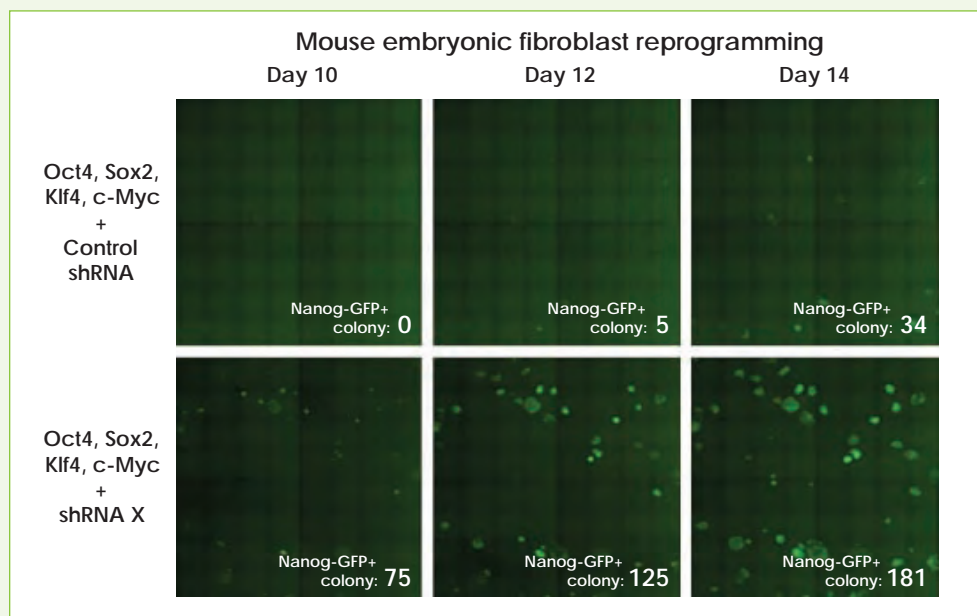 Mouse embryonic fibroblast reprogramming
Day 10
Day 12
Day 14
Oct4, Sox2,
Klf4, c-Myc
+
Control
shRNA
Nanog-GFP+
colony: 0
Nanog-GFP+
colony: 5
Nanog-GFP+
colony: 34
Oct4, Sox2,
Klf4, c-Myc
+
shRNA X
Nanog-GFP+
colony: 75
Nanog-GFP+
colony: 125
Nanog-GFP+
colony: 181